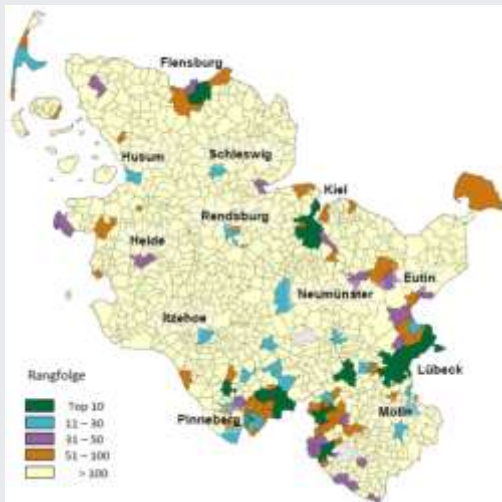 Flensburg
Husum
Schleswig
Kiel
Rendsburg
Heide
Eutin
Neumünster
Itzehoe
Lübeck
Rangfolge
Top 10
11 – 30
31 – 50
51 – 100
> 100
Pinneberg
Mölln